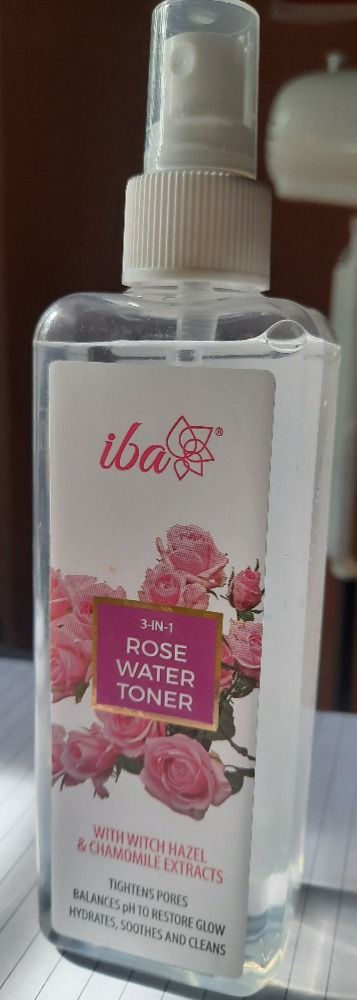 iba®
3-IN-1
ROSE
WATER
TONER
WITH WITCH HAZEL
& CHAMOMILE EXTRACTS
TIGHTENS PORES
BALANCES pH TO RESTORE GLOW
HYDRATES, SOOTHES AND CLEANS